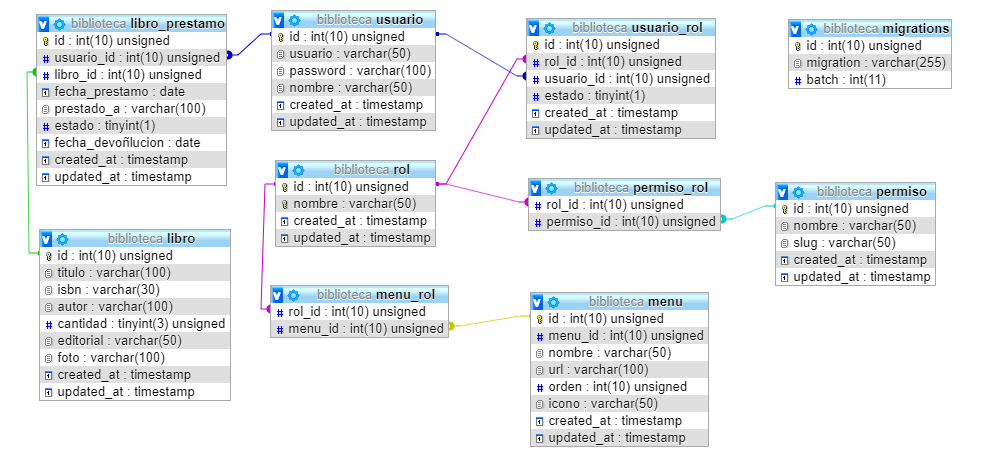 biblioteca libro_prestamo
id : int(10) unsigned
usuario_id : int(10) unsigned
libro_id : int(10) unsigned
fecha_prestamo : date
prestado_a : varchar(100)
estado : tinyint(1)
fecha_devoñlucion : date
created_at : timestamp
updated_at : timestamp
biblioteca usuario
id : int(10) unsigned
usuario : varchar(50)
password : varchar(100)
nombre : varchar(50)
created_at : timestamp
updated_at : timestamp
biblioteca usuario_rol
id : int(10) unsigned
rol_id : int(10) unsigned
usuario_id : int(10) unsigned
estado : tinyint(1)
created_at : timestamp
updated_at : timestamp
biblioteca migrations
id : int(10) unsigned
migration : varchar(255)
batch : int(11)
biblioteca rol
id : int(10) unsigned
nombre : varchar(50)
created_at : timestamp
updated_at : timestamp
biblioteca permiso_rol
rol_id : int(10) unsigned
permiso_id : int(10) unsigned
biblioteca permiso
id : int(10) unsigned
nombre : varchar(50)
slug : varchar(50)
created_at : timestamp
updated_at : timestamp
biblioteca libro
id : int(10) unsigned
titulo : varchar(100)
isbn : varchar(30)
autor : varchar(100)
cantidad : tinyint(3) unsigned
editorial : varchar(50)
foto : varchar(100)
created_at : timestamp
updated_at : timestamp
biblioteca menu_rol
rol_id : int(10) unsigned
menu_id : int(10) unsigned
biblioteca menu
id : int(10) unsigned
menu_id : int(10) unsigned
nombre : varchar(50)
url : varchar(100)
orden : int(10) unsigned
icono : varchar(50)
created_at : timestamp
updated_at : timestamp